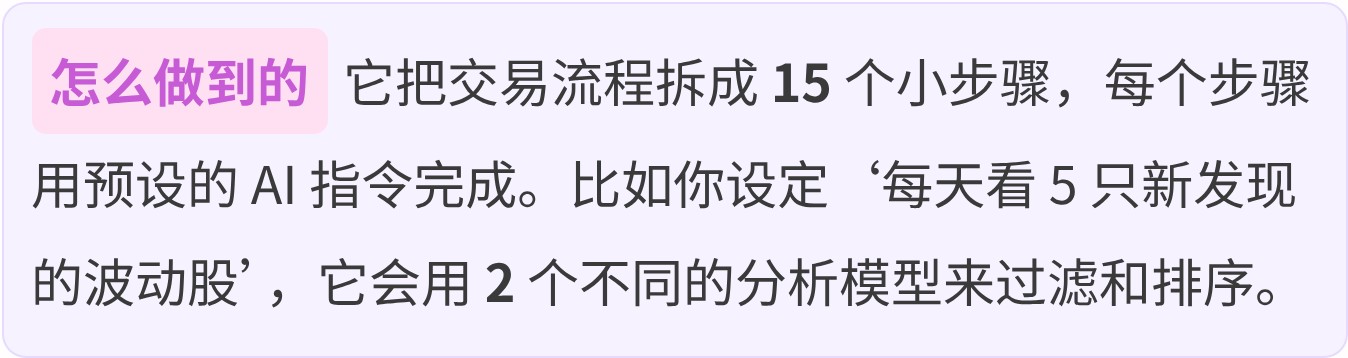 怎么做到的 它把交易流程拆成 15 个小步骤，每个步骤
用预设的 AI 指令完成。比如你设定‘每天看 5 只新发现
的波动股’，它会用 2 个不同的分析模型来过滤和排序。